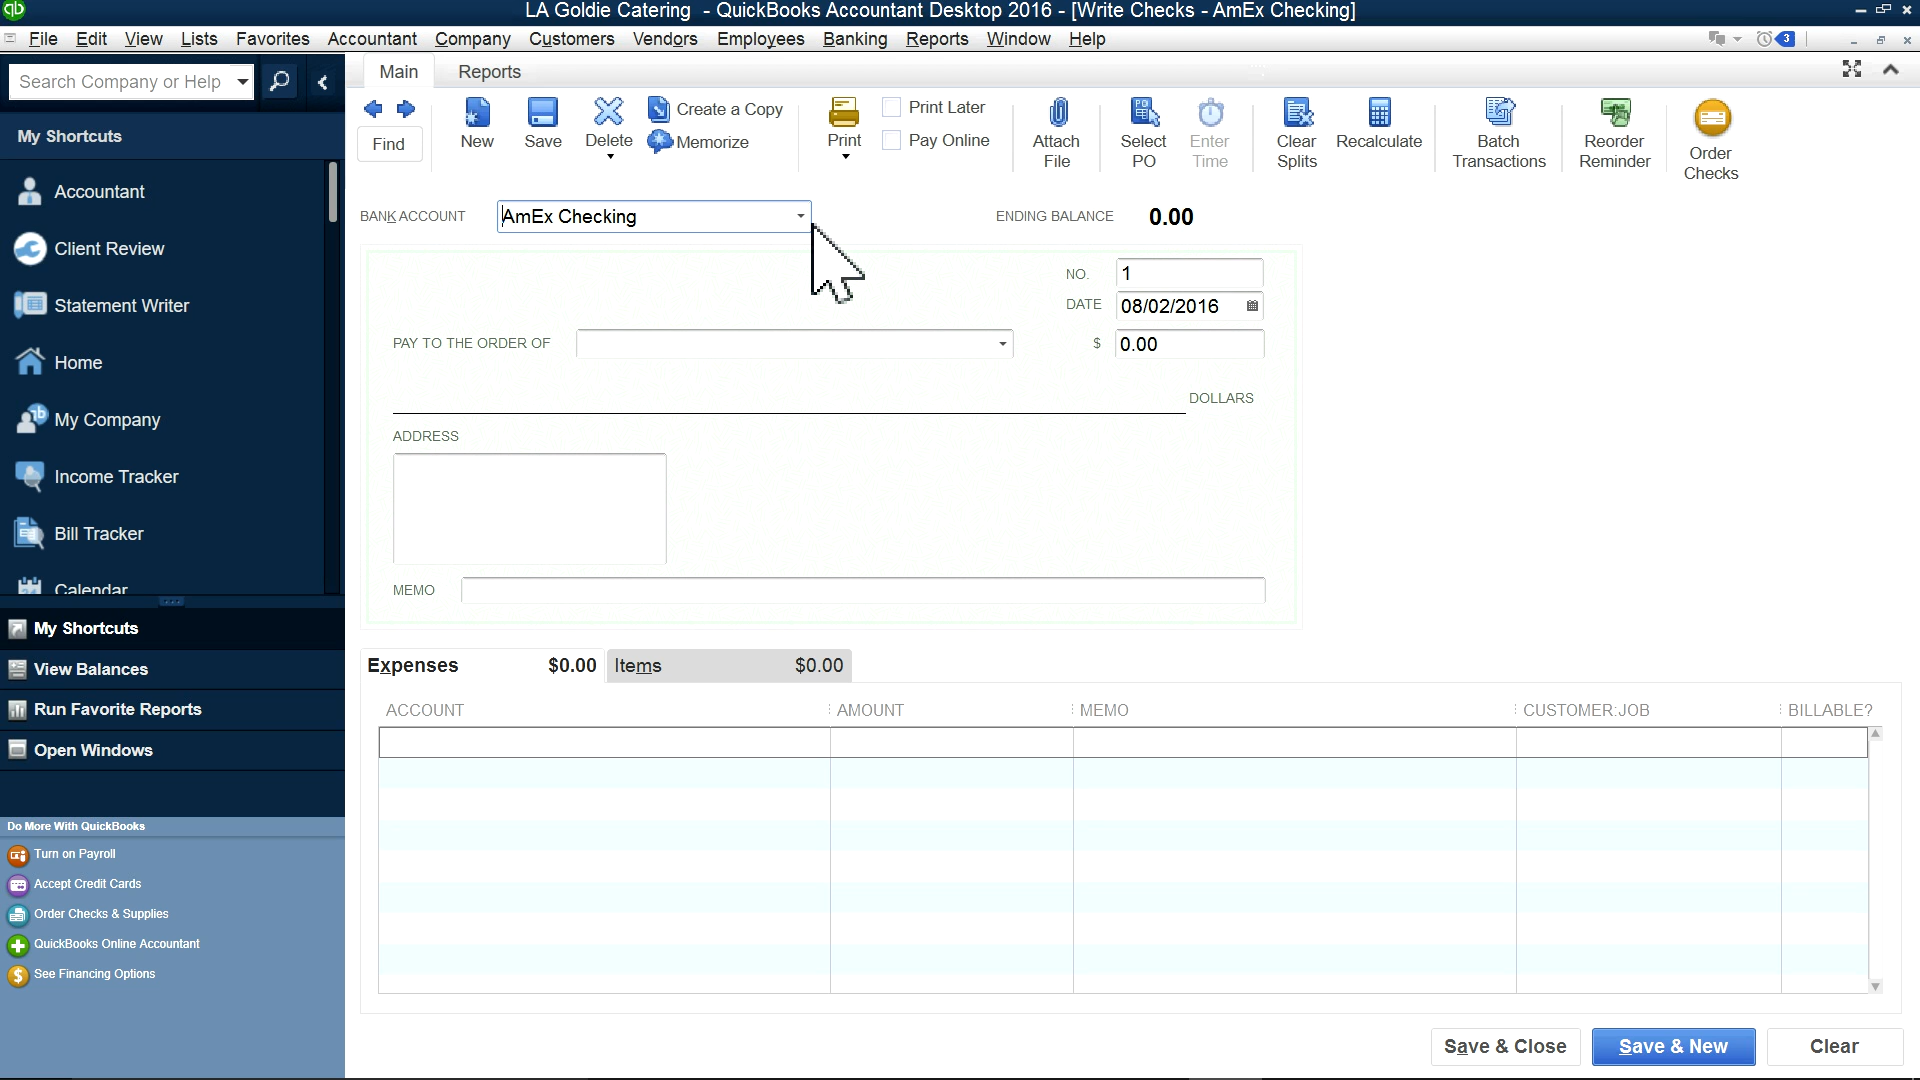 LA Goldie Catering - QuickBooks Accountant Desktop 2016 - [Write Checks - AmEx Checking]
File Edit View Lists Favorites Accountant Company Customers Vendors Employees Banking Reports Window Help
3
Search Company or Help
Main Reports
Find
New
Save
Delete
Create a Copy
Memorize
Print
Print Later
Pay Online
Attach
File
Select
PO
Enter
Time
Clear
Splits
Recalculate
Batch
Transactions
Reorder
Reminder
Order
Checks
My Shortcuts
Accountant
Client Review
Statement Writer
Home
My Company
Income Tracker
Bill Tracker
Calendar
My Shortcuts
View Balances
Run Favorite Reports
Open Windows
Do More With QuickBooks
Turn on Payroll
Accept Credit Cards
Order Checks & Supplies
QuickBooks Online Accountant
See Financing Options
BANK ACCOUNT AmEx Checking ENDING BALANCE 0.00
NO. 1
DATE 08/02/2016
PAY TO THE ORDER OF $ 0.00
DOLLARS
ADDRESS
MEMO
Expenses $0.00 Items $0.00
ACCOUNT AMOUNT MEMO CUSTOMER:JOB BILLABLE?
Save & Close Save & New Clear